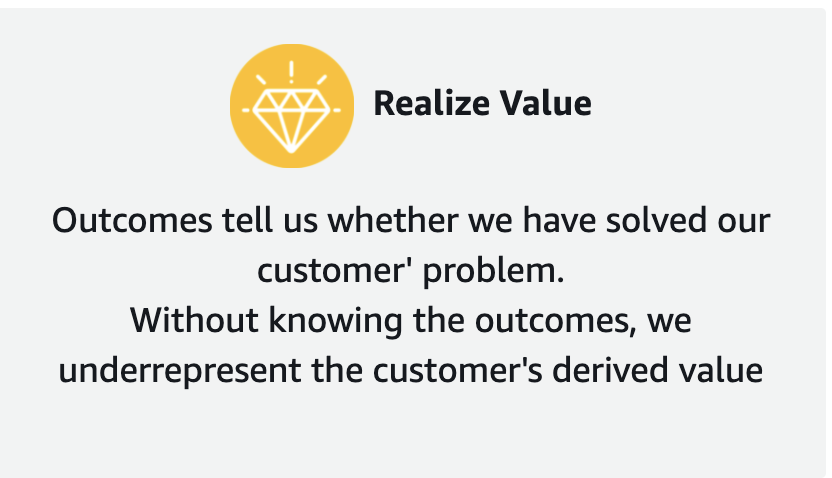 Realize Value
Outcomes tell us whether we have solved our
customer' problem.
Without knowing the outcomes, we
underrepresent the customer's derived value